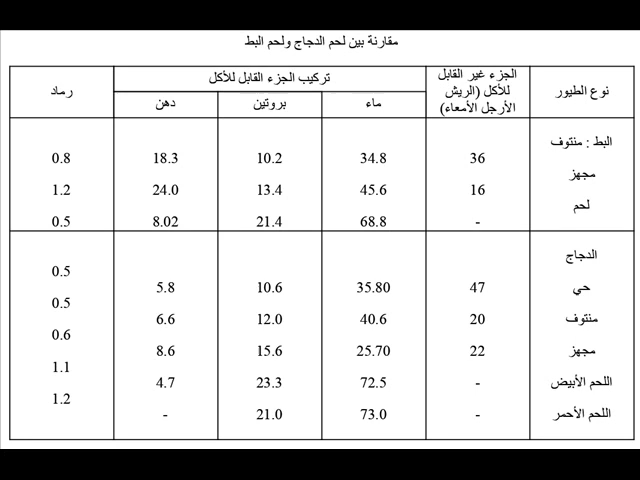 مقارنة بين لحم الدجاج ولحم البط
نوع الطيور | الجزء غير القابل للأكل (الريش الأرجل الأمعاء) | تركيب الجزء القابل للأكل | رماد
ماء | بروتين | دهن
البط : منتوف | 36 | 34.8 | 10.2 | 18.3 | 0.8
مجهز | 16 | 45.6 | 13.4 | 24.0 | 1.2
لحم | - | 68.8 | 21.4 | 8.02 | 0.5
الدجاج
حي | 47 | 35.80 | 10.6 | 5.8 | 0.5
منتوف | 20 | 40.6 | 12.0 | 6.6 | 0.5
مجهز | 22 | 25.70 | 15.6 | 8.6 | 0.6
اللحم الأبيض | - | 72.5 | 23.3 | 4.7 | 1.1
اللحم الأحمر | - | 73.0 | 21.0 | - | 1.2